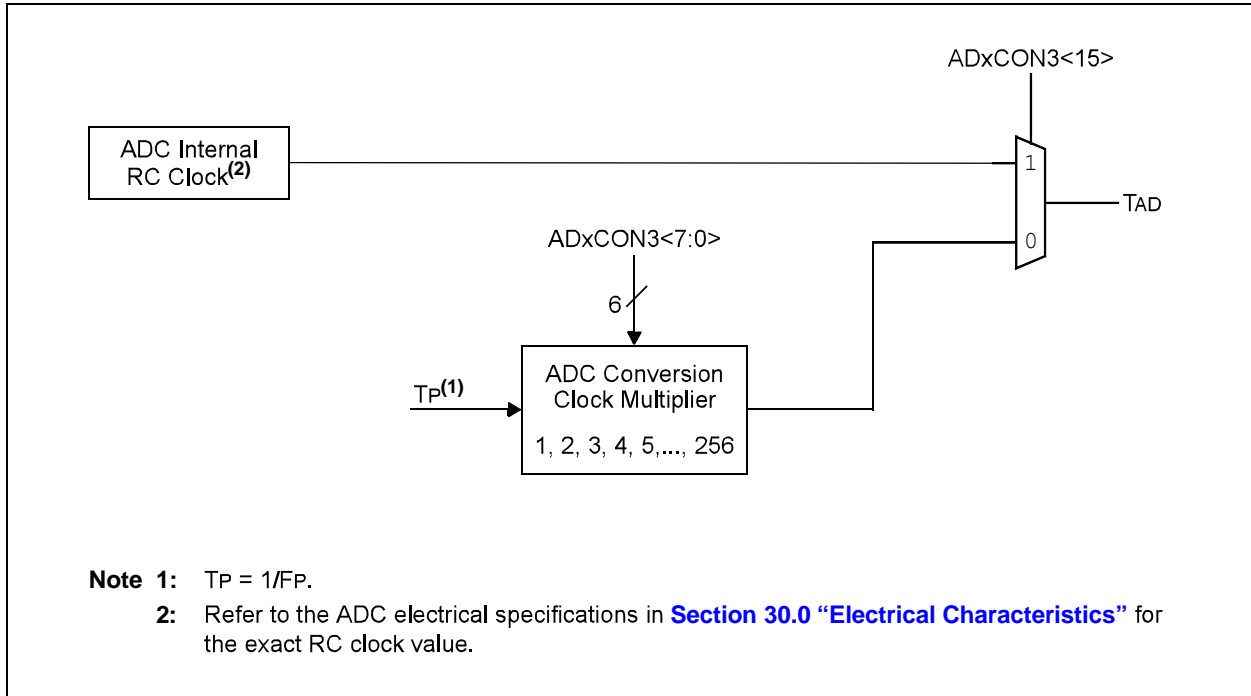 ADxCON3<15>
ADC Internal
RC Clock(2)
1
TAD
ADxCON3<7:0>
0
6
TP(1)
ADC Conversion
Clock Multiplier
1, 2, 3, 4, 5,..., 256
Note 1: TP = 1/FP.
2: Refer to the ADC electrical specifications in Section 30.0 “Electrical Characteristics” for
the exact RC clock value.